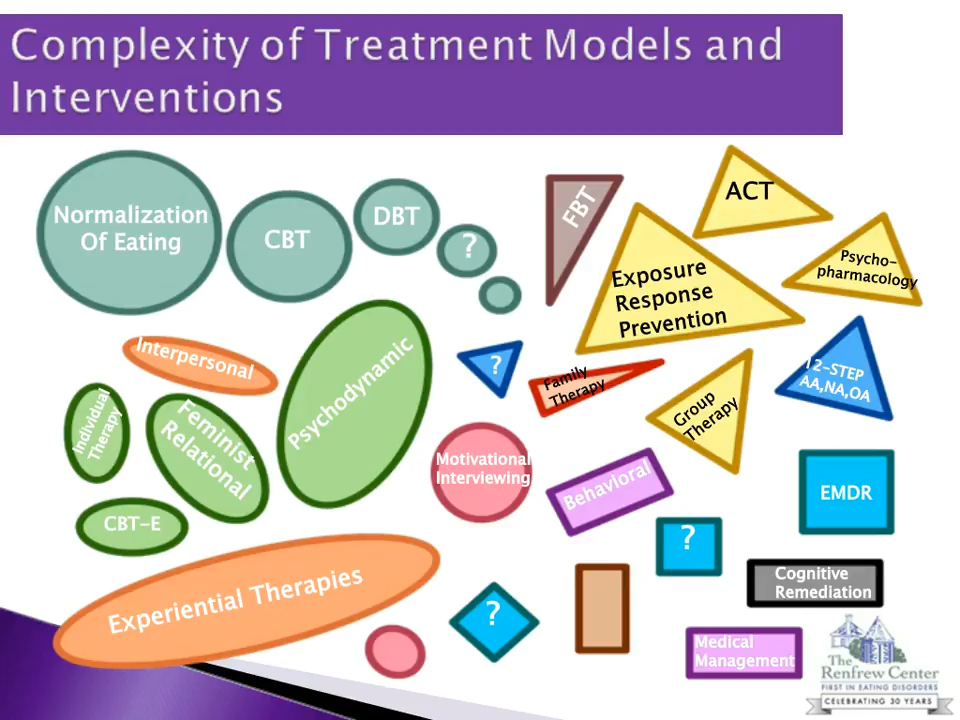 Complexity of Treatment Models and
Interventions
Normalization
Of Eating
CBT
DBT
?
FBT
ACT
Exposure
Response
Prevention
Psycho-
pharmacology
Interpersonal
Individual
Therapy
Feminist
Relational
Psychodynamic
?
Family
Therapy
Group
Therapy
12-STEP
AA,NA,OA
Motivational
Interviewing
Behavioral
EMDR
CBT-E
?
Cognitive
Remediation
Experiential Therapies
?
Medical
Management
The
Renfrew Center
FIRST IN EATING DISORDERS
CELEBRATING 30 YEARS